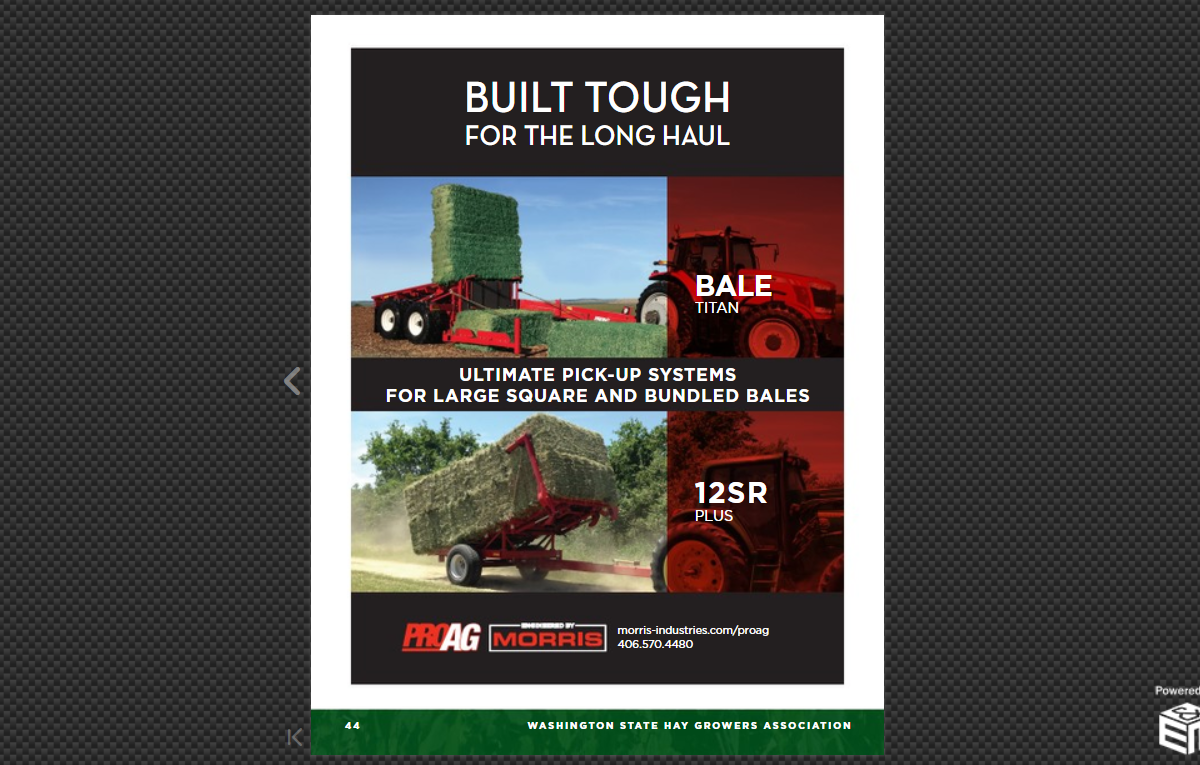 BUILT TOUGH
FOR THE LONG HAUL
BALE
TITAN
ULTIMATE PICK-UP SYSTEMS
FOR LARGE SQUARE AND BUNDLED BALES
12SR
PLUS
PROAG
ENGINEERED BY
MORRIS
morris-industries.com/proag
406.570.4480
44 WASHINGTON STATE HAY GROWERS ASSOCIATION
Powered